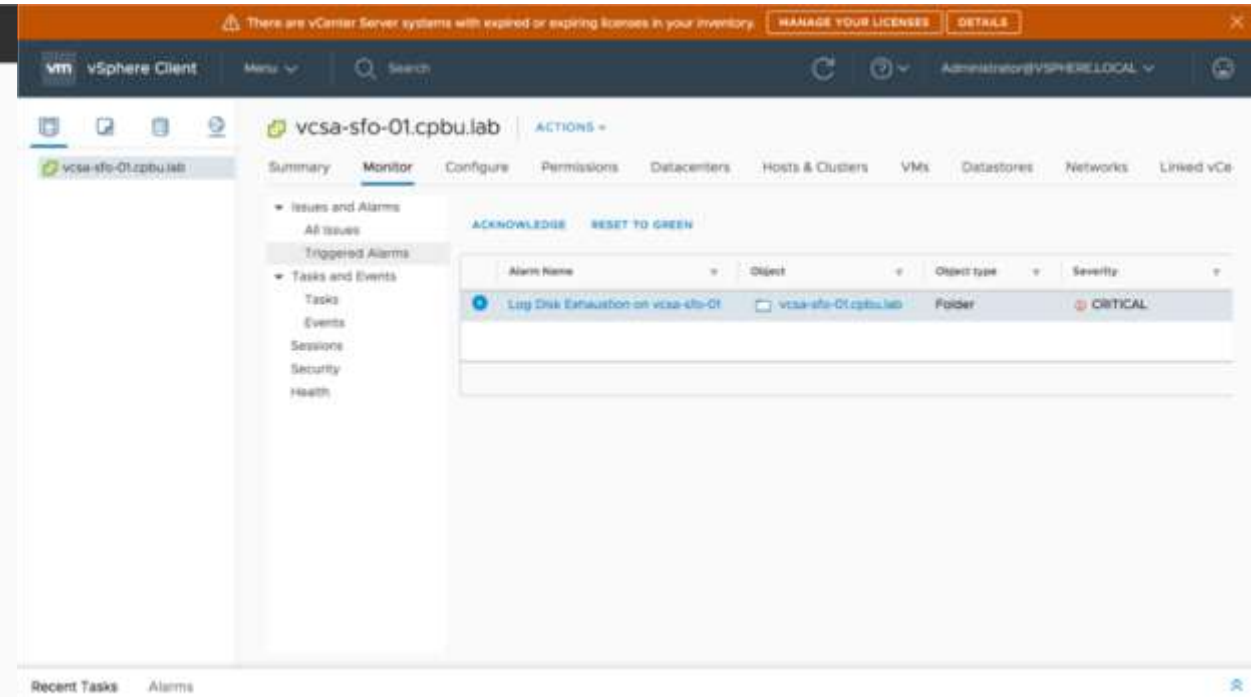 There are vCenter Server systems with expired or expiring licenses in your inventory. MANAGE YOUR LICENSES DETAILS
vm vSphere Client Menu Search Administrator@VSPHERE.LOCAL
vcsa-sfo-01.cpbu.lab ACTIONS
vcsa-sfo-01.cpbu.lab
Summary Monitor Configure Permissions Datacenters Hosts & Clusters VMs Datastores Networks Linked vCe
Issues and Alarms
All Issues
Triggered Alarms
Tasks and Events
Tasks
Events
Sessions
Security
Health
ACKNOWLEDGE RESET TO GREEN
Alarm Name Object Object type Severity
Log Disk Exhaustion on vcsa-sfo-01 vcsa-sfo-01.cpbu.lab Folder CRITICAL
Recent Tasks Alarms